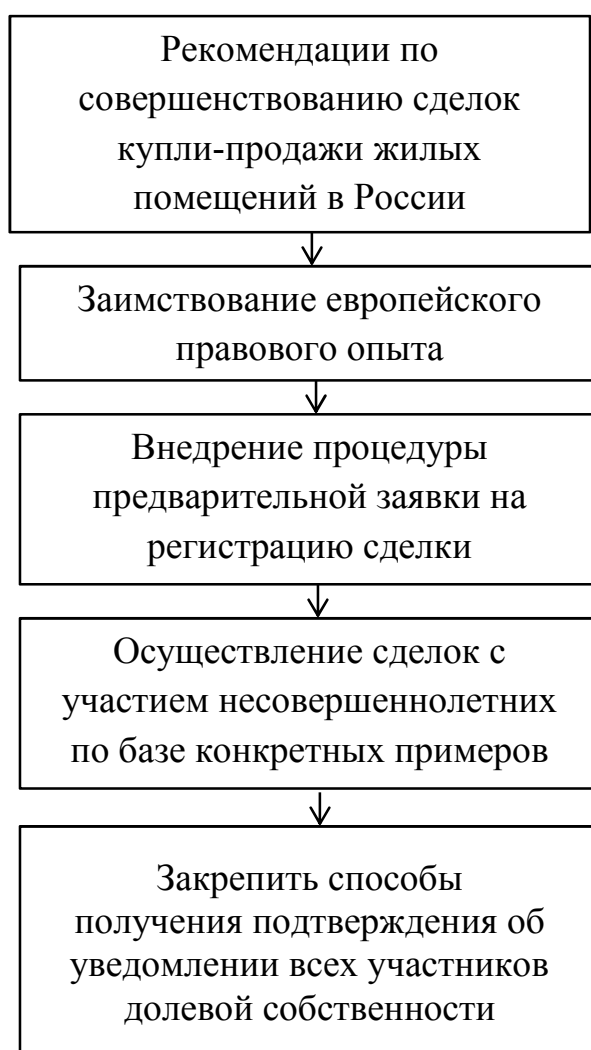 Рекомендации по
совершенствованию сделок
купли-продажи жилых
помещений в России
Заимствование европейского
правового опыта
Внедрение процедуры
предварительной заявки на
регистрацию сделки
Осуществление сделок с
участием несовершеннолетних
по базе конкретных примеров
Закрепить способы
получения подтверждения об
уведомлении всех участников
долевой собственности